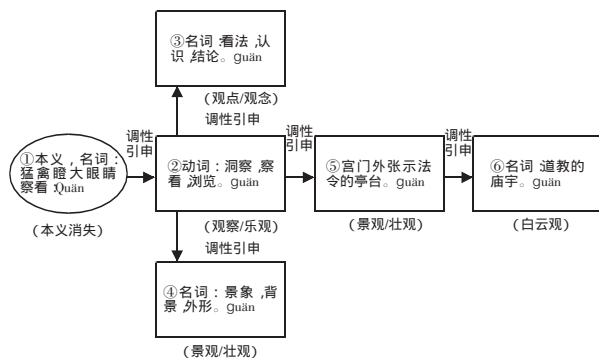 ③名词:看法,认
识,结论。guān
(观点/观念)
调性引申
①本义,名词:
猛禽瞪大眼睛
察看:Quān
(本义消失)
调性
引申
②动词:洞察,察
看,浏览。guān
(观察/乐观)
调性
引申
⑤宫门外张示法
令的亭台。guān
(景观/壮观)
调性
引申
⑥名词:道教的
庙宇。guān
(白云观)
调性引申
④名词:景象,背
景,外形。guān
(景观/壮观)